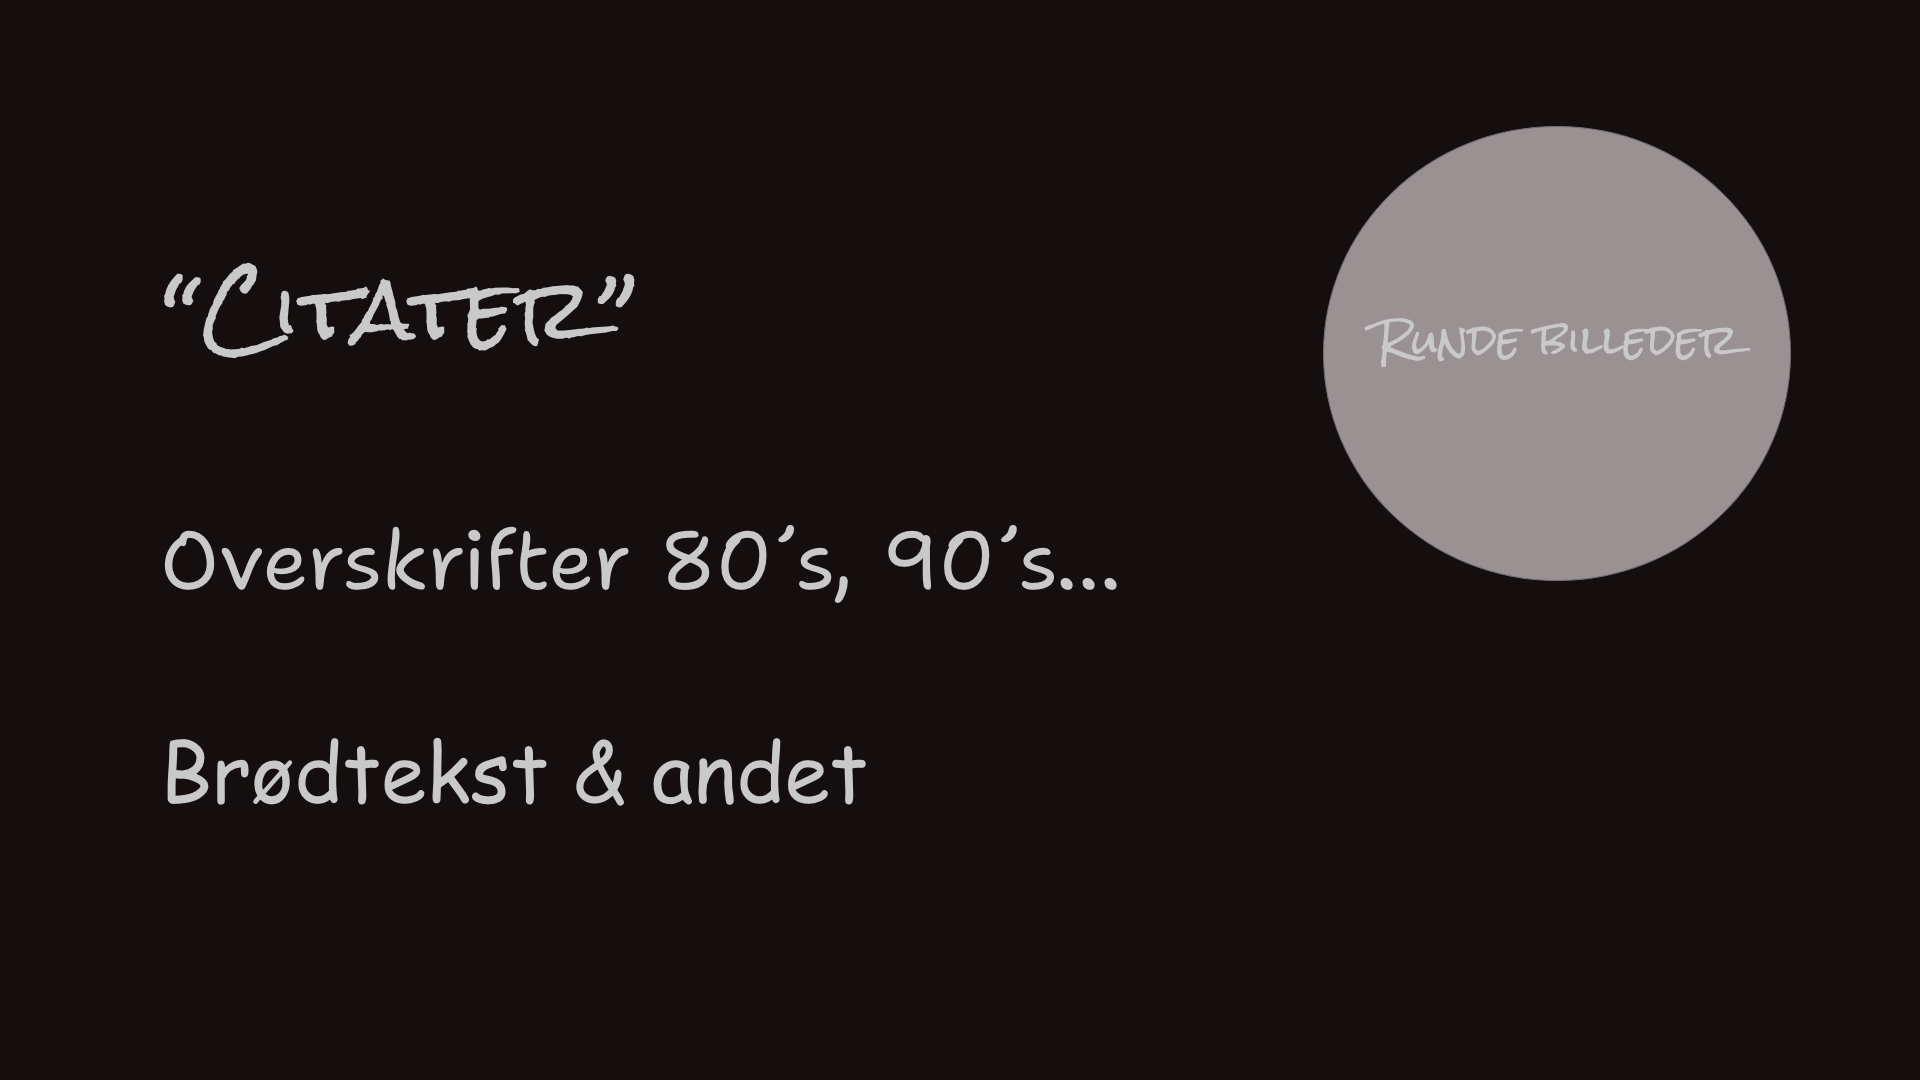 “Citater”
Runde billeder
Overskrifter 80’s, 90’s...
Brødtekst & andet